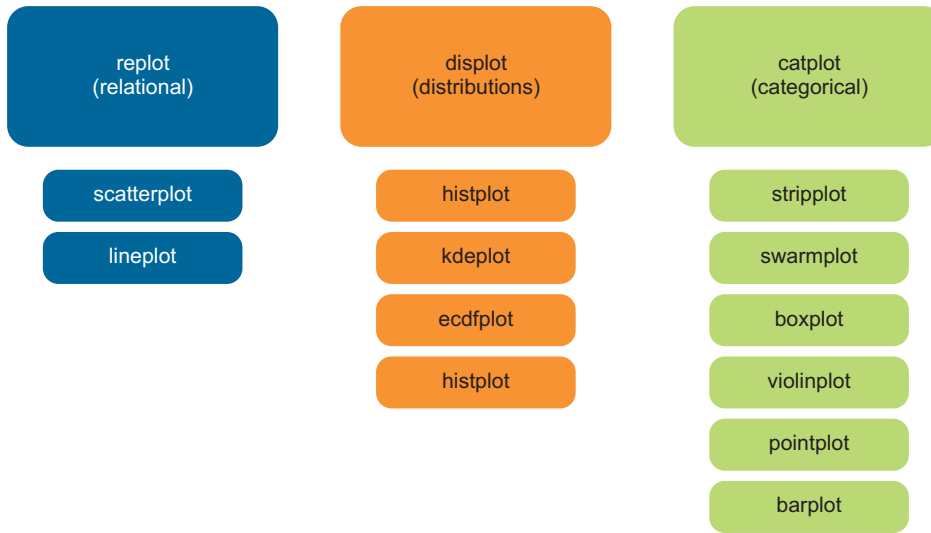 replot
(relational)
scatterplot
lineplot
displot
(distributions)
histplot
kdeplot
ecdfplot
histplot
catplot
(categorical)
stripplot
swarmplot
boxplot
violinplot
pointplot
barplot